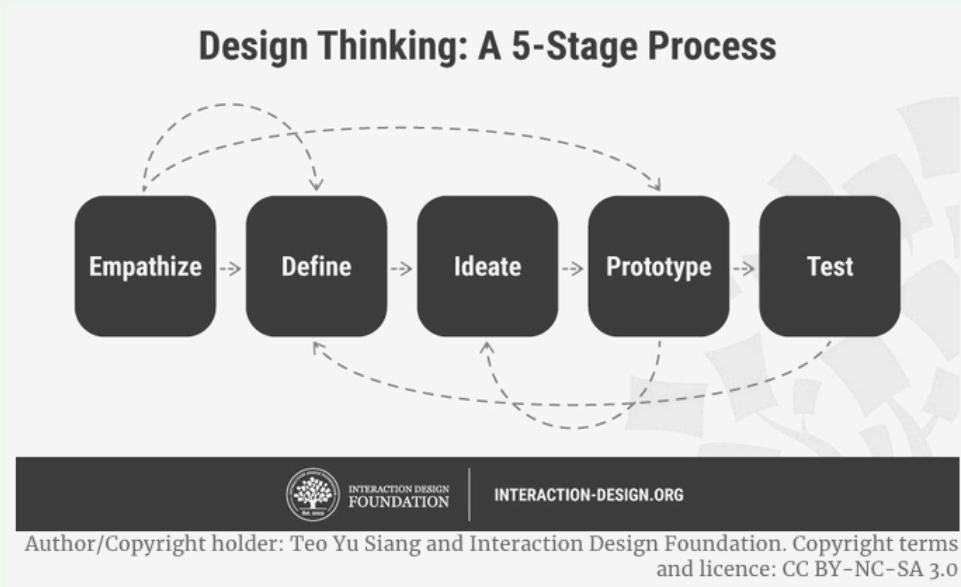 Design Thinking: A 5-Stage Process
Empathize
Define
Ideate
Prototype
Test
INTERACTION DESIGN
FOUNDATION
INTERACTION-DESIGN.ORG
Author/Copyright holder: Teo Yu Siang and Interaction Design Foundation. Copyright terms
and licence: CC BY-NC-SA 3.0